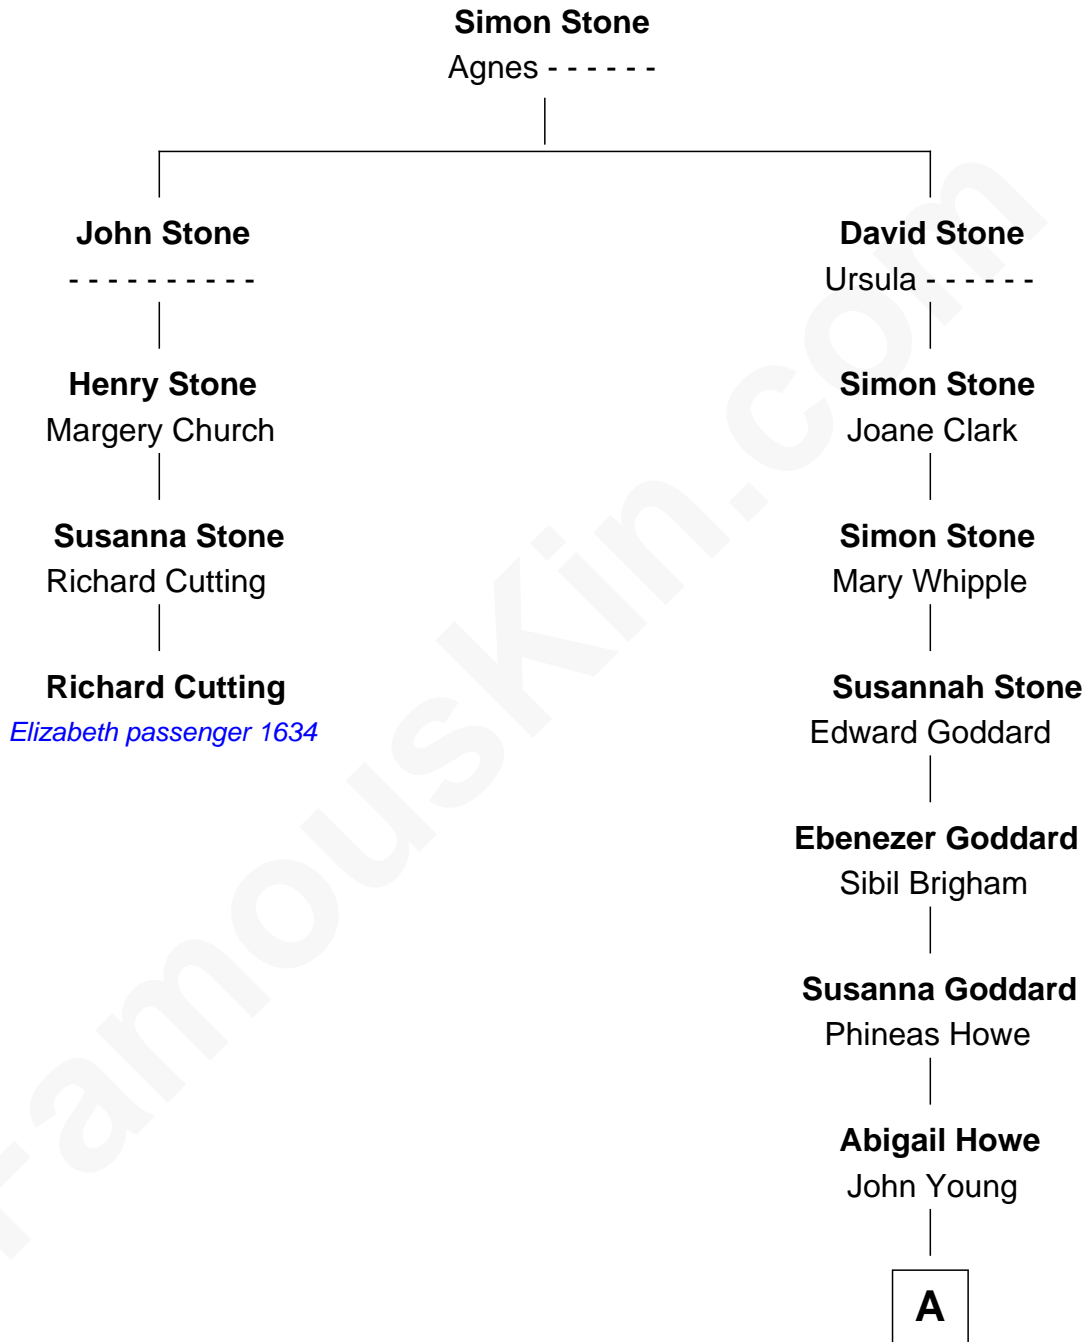 Simon Stone
Agnes - - - - - -
John Stone
- - - - - - - - - -
David Stone
Ursula - - - - - -
Henry Stone
Margery Church
Simon Stone
Joane Clark
Susanna Stone
Richard Cutting
Simon Stone
Mary Whipple
Richard Cutting
Elizabeth passenger 1634
Susannah Stone
Edward Goddard
Ebenezer Goddard
Sibil Brigham
Susanna Goddard
Phineas Howe
Abigail Howe
John Young
A
FamousKin.com